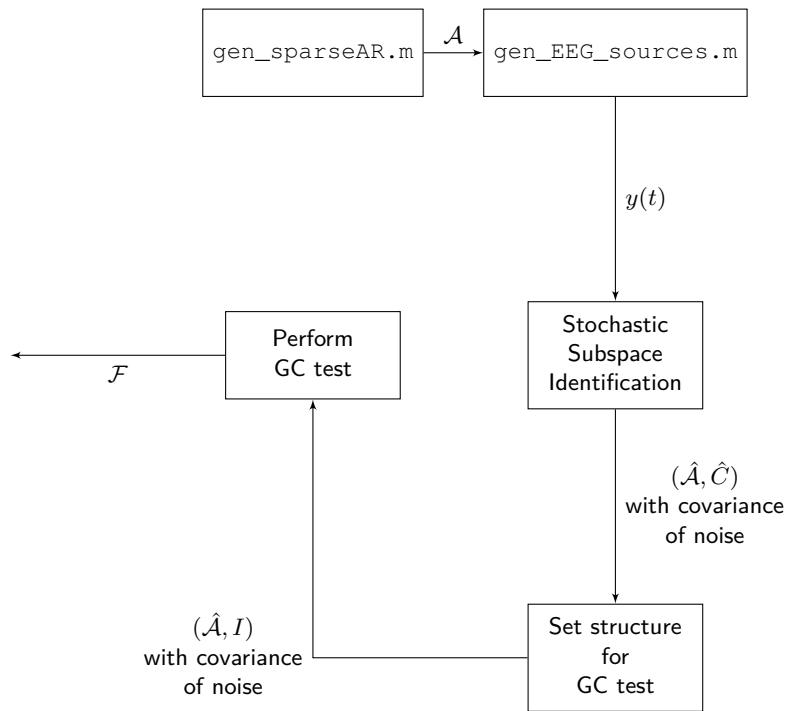 gen_sparseAR.m
𝒜
gen_EEG_sources.m
y(t)
Stochastic
Subspace
Identification
Perform
GC test
ℱ
(𝒜̂, Ĉ)
with covariance
of noise
(𝒜̂, I)
with covariance
of noise
Set structure
for
GC test